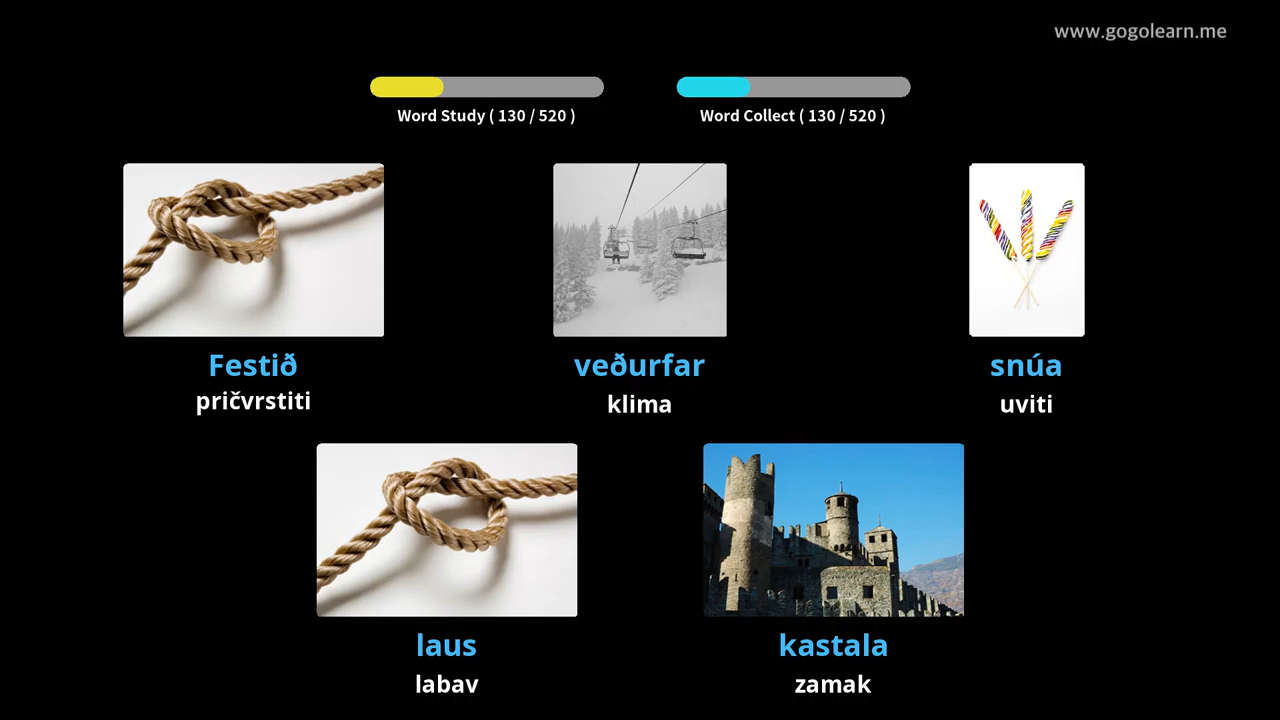 www.gogolearn.me
Word Study ( 130 / 520 )
Word Collect ( 130 / 520 )
Festið
pričvrstiti
veðurfar
klima
snúa
uviti
laus
labav
kastala
zamak